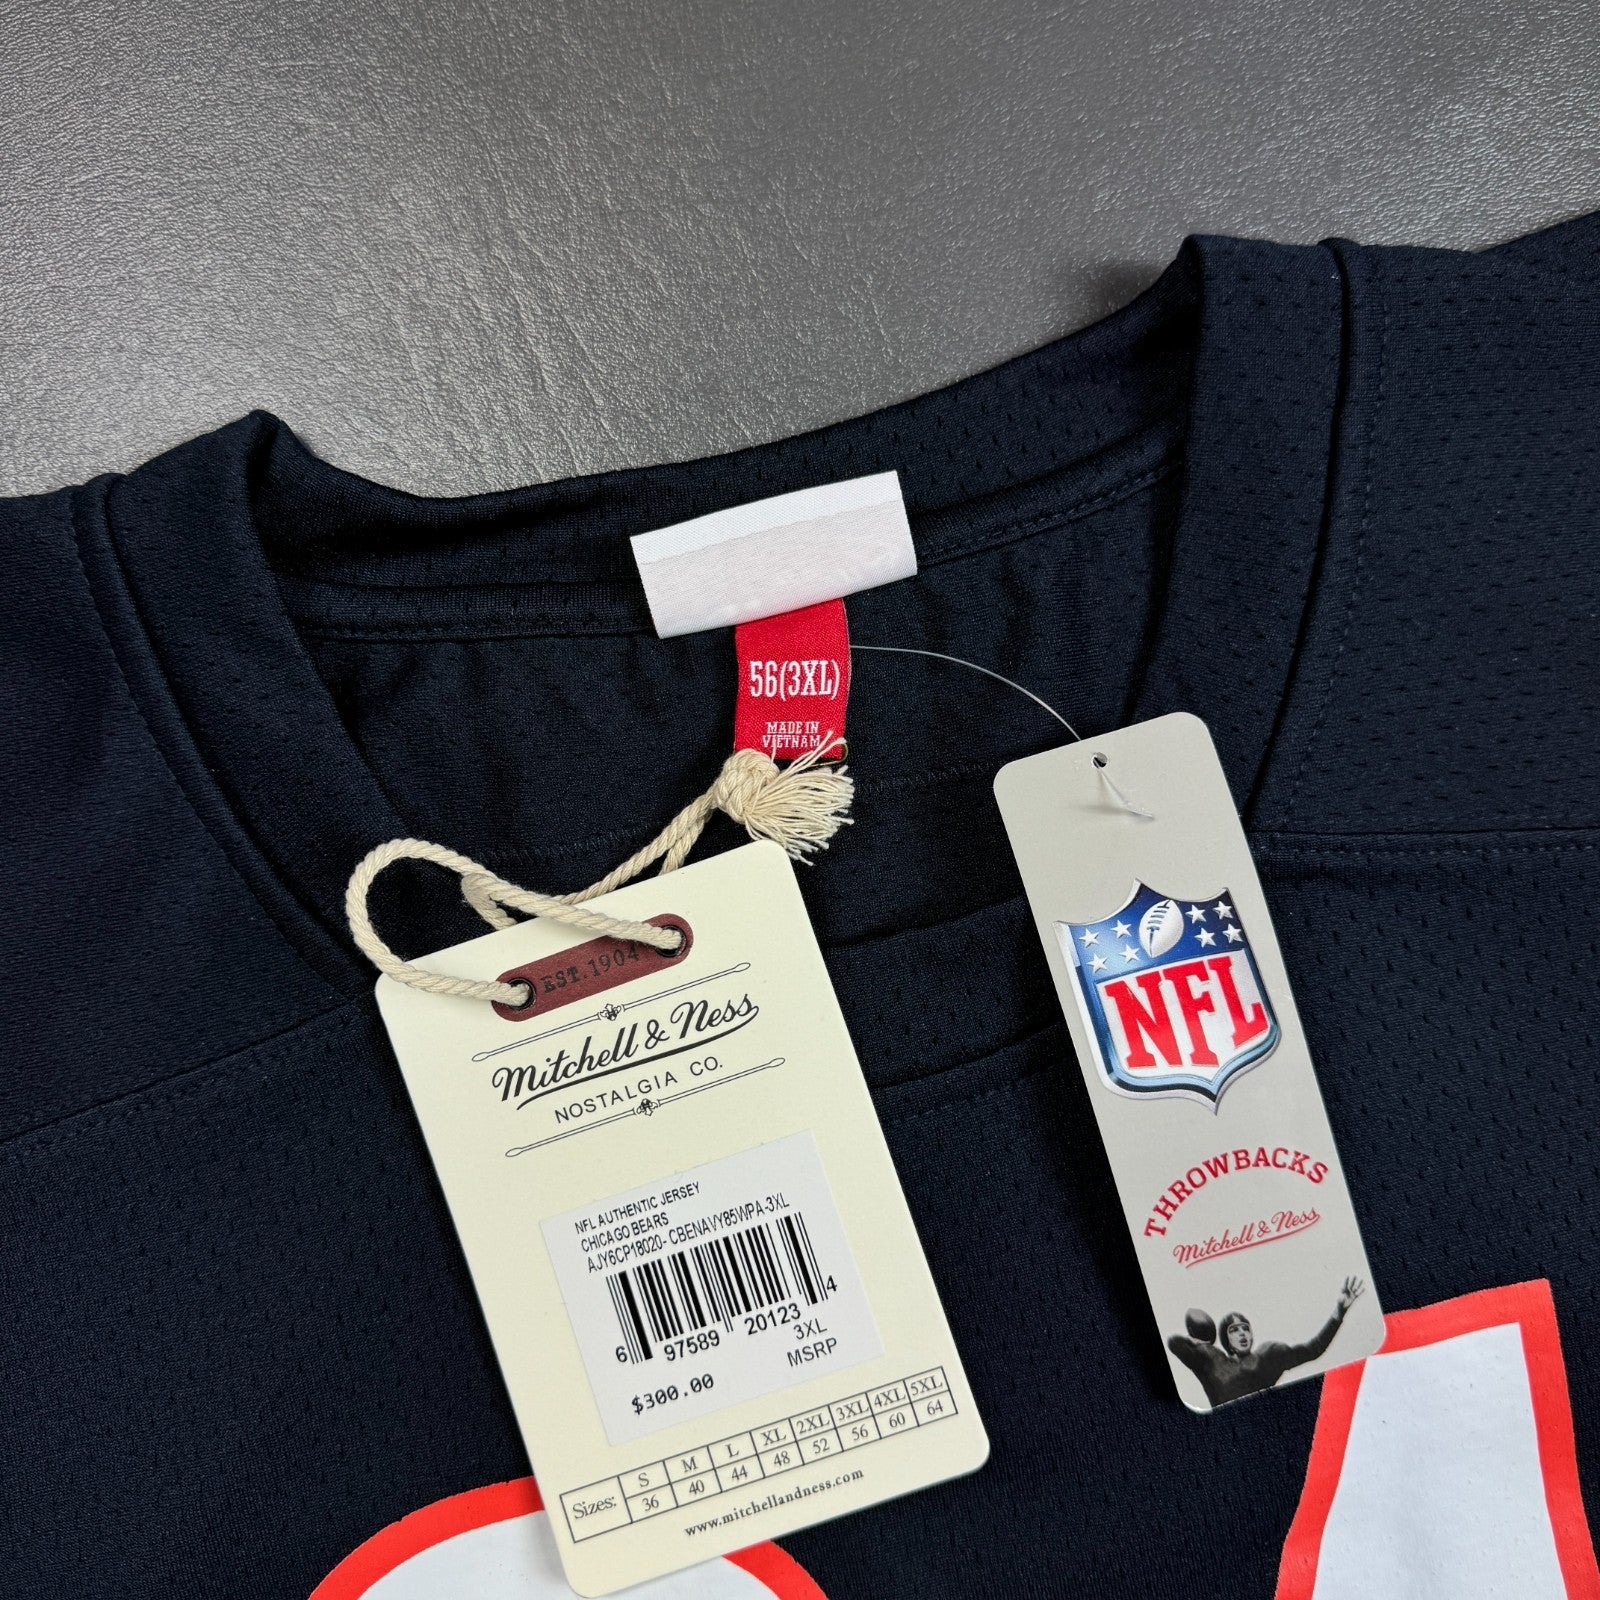 56(3XL)
MADE IN
VIETNAM
EST. 1904
Mitchell & Ness
NOSTALGIA CO.
NFL AUTHENTIC JERSEY
CHICAGO BEARS
AJY6CP18020- CBENAVY85WPA-3XL
6 97589 20123 4
3XL
MSRP
$300.00
Sizes: S M L XL 2XL 3XL 4XL 5XL
36 40 44 48 52 56 60 64
www.mitchellandness.com
NFL
THROWBACKS
Mitchell & Ness